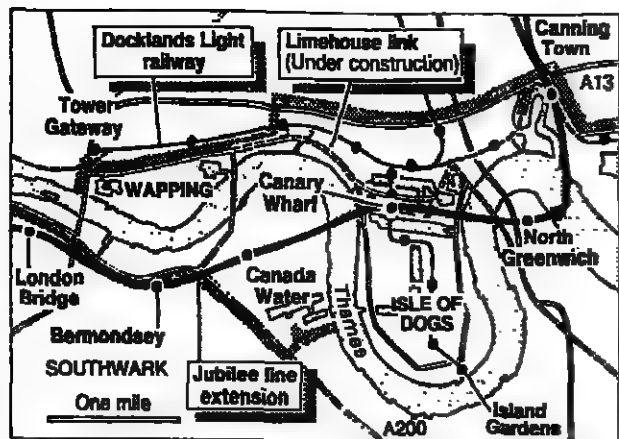 Docklands Light
railway
Limehouse link
(Under construction)
Canning
Town
A13
Tower
Gateway
WAPPING
Canary
Wharf
North
Greenwich
London
Bridge
Canada
Water
Thames
ISLE OF
DOGS
Bermondsey
SOUTHWARK
One mile
Jubilee line
extension
A200
Island
Gardens